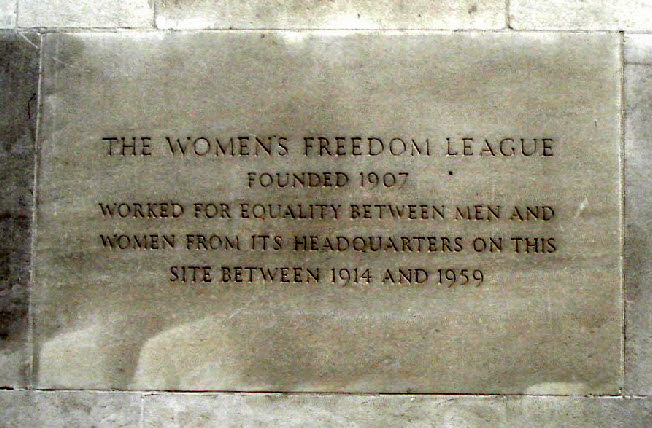 THE WOMEN'S FREEDOM LEAGUE
FOUNDED 1907
WORKED FOR EQUALITY BETWEEN MEN AND
WOMEN FROM ITS HEADQUARTERS ON THIS
SITE BETWEEN 1914 AND 1959